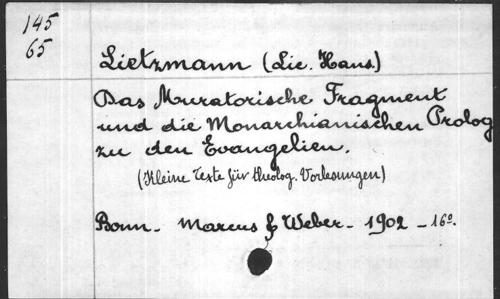 145
65
Lietzmann (Lic. Hans.)
Das Muratorische Fragment
und die Monarchianischen Prolog
zu den Evangelien.
(Kleine Texte für theolog. Vorlesungen)
Bonn - Marcus & Weber - 1902 - 16º.